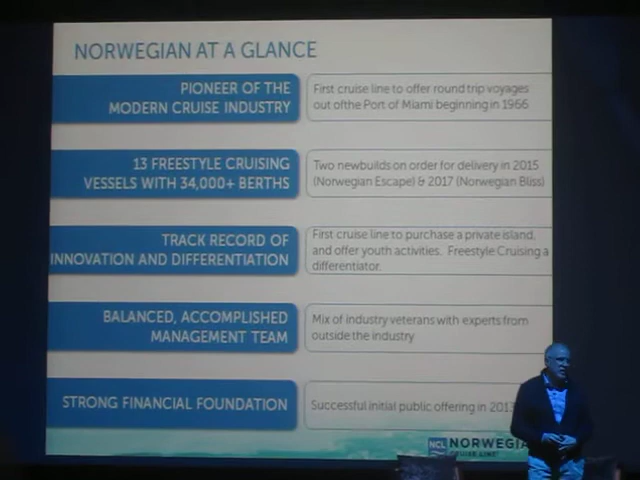 NORWEGIAN AT A GLANCE
PIONEER OF THE
MODERN CRUISE INDUSTRY
First cruise line to offer round trip voyages
out ofthe Port of Miami beginning in 1966
13 FREESTYLE CRUISING
VESSELS WITH 34,000+ BERTHS
Two newbuilds on order for delivery in 2015
(Norwegian Escape) & 2017 (Norwegian Bliss)
TRACK RECORD OF
INNOVATION AND DIFFERENTIATION
First cruise line to purchase a private island,
and offer youth activities. Freestyle Cruising a
differentiator.
BALANCED, ACCOMPLISHED
MANAGEMENT TEAM
Mix of industry veterans with experts from
outside the industry
STRONG FINANCIAL FOUNDATION
Successful initial public offering in 2013
NCL NORWEGIA
CRUISE LINE